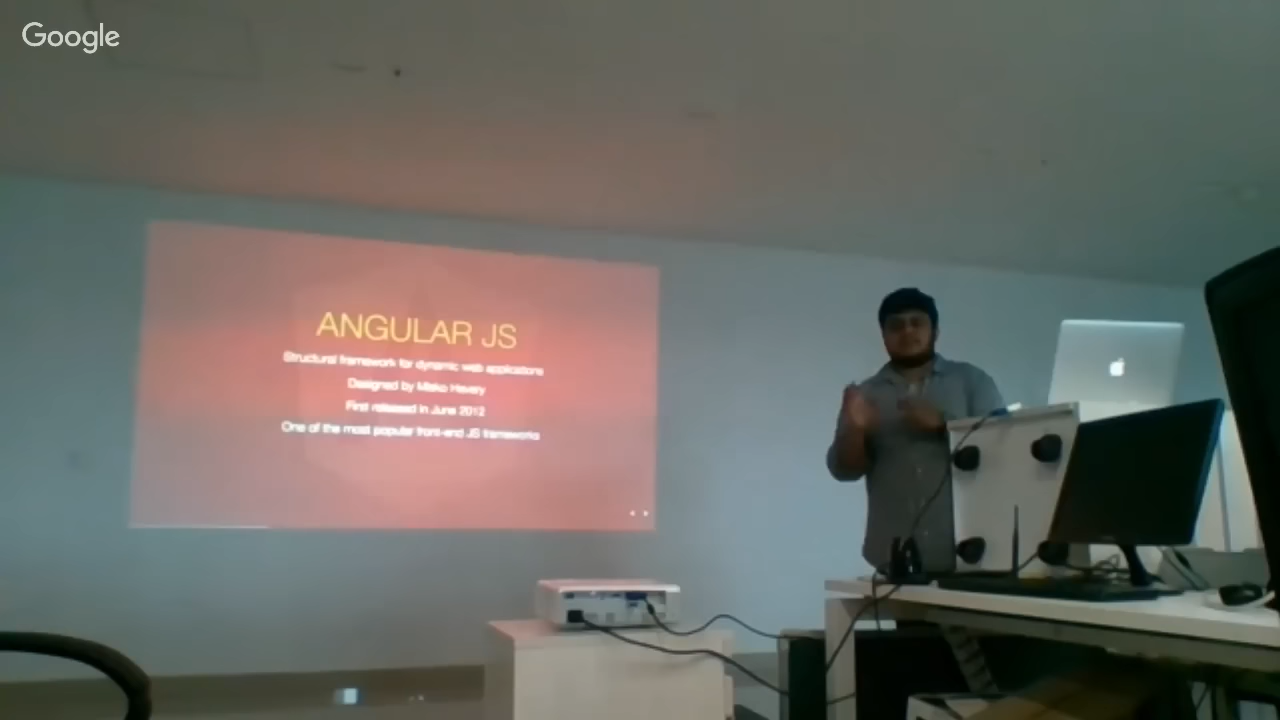 Google
ANGULAR JS
Structural framework for dynamic web applications
Designed by Misko Hevery
First released in June 2012
One of the most popular front-end JS frameworks